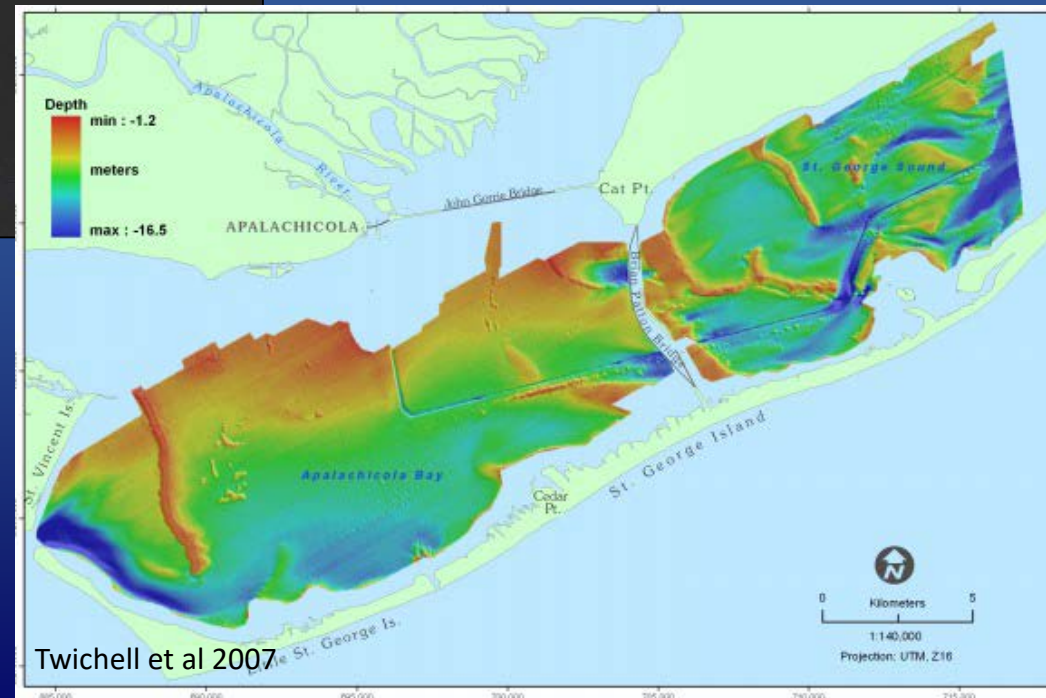 Depth
min : -1.2
meters
max : -16.5
Apalachicola
River
APALACHICOLA
John Gorrie Bridge
Cat Pt.
St. George Sound
Brian Patton Bridge
St. Vincent Is.
Apalachicola Bay
Cedar
Pt.
St. George Island
Little St. George Is.
N
0 5
Kilometers
1:140,000
Projection: UTM, Z16
Twichell et al 2007